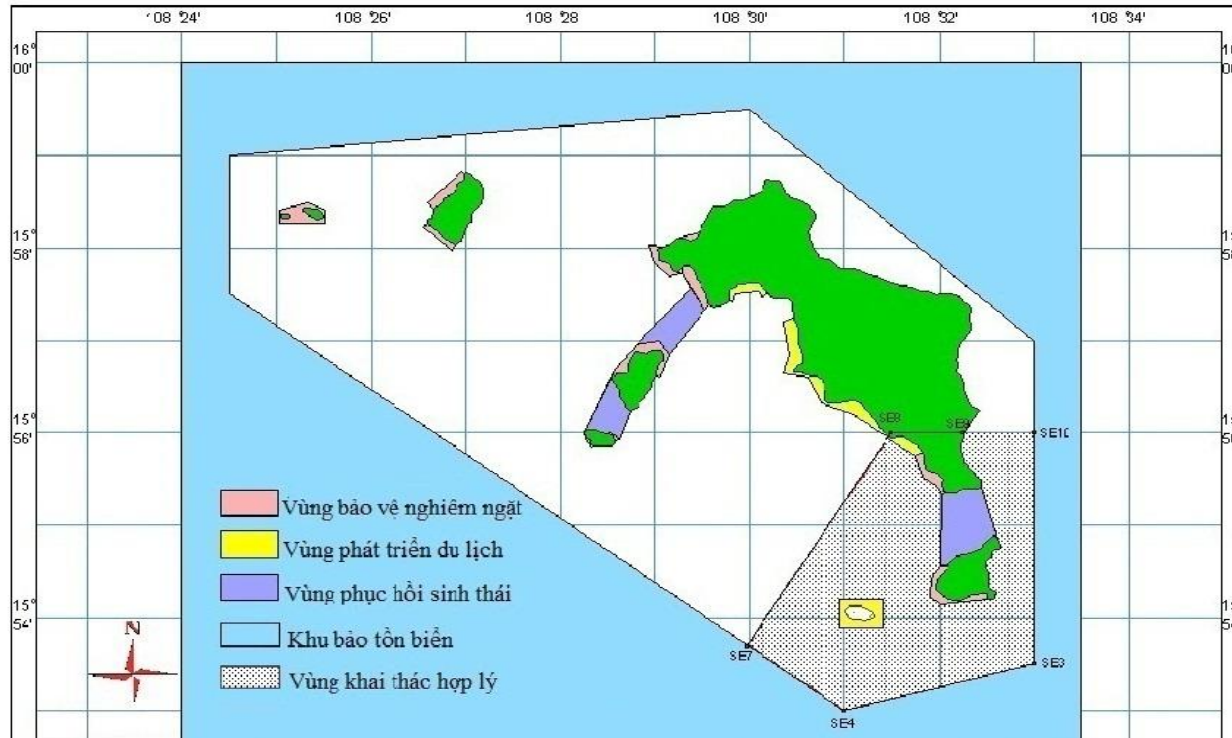 108°24' 108°26' 108°28' 108°30' 108°32' 108°34'
16°
00'
15°
58'
15°
56'
15°
54'
SE8
SE9
SE10
SE7
SE4
SE3
Vùng bảo vệ nghiêm ngặt
Vùng phát triển du lịch
Vùng phục hồi sinh thái
Khu bảo tồn biển
Vùng khai thác hợp lý
N